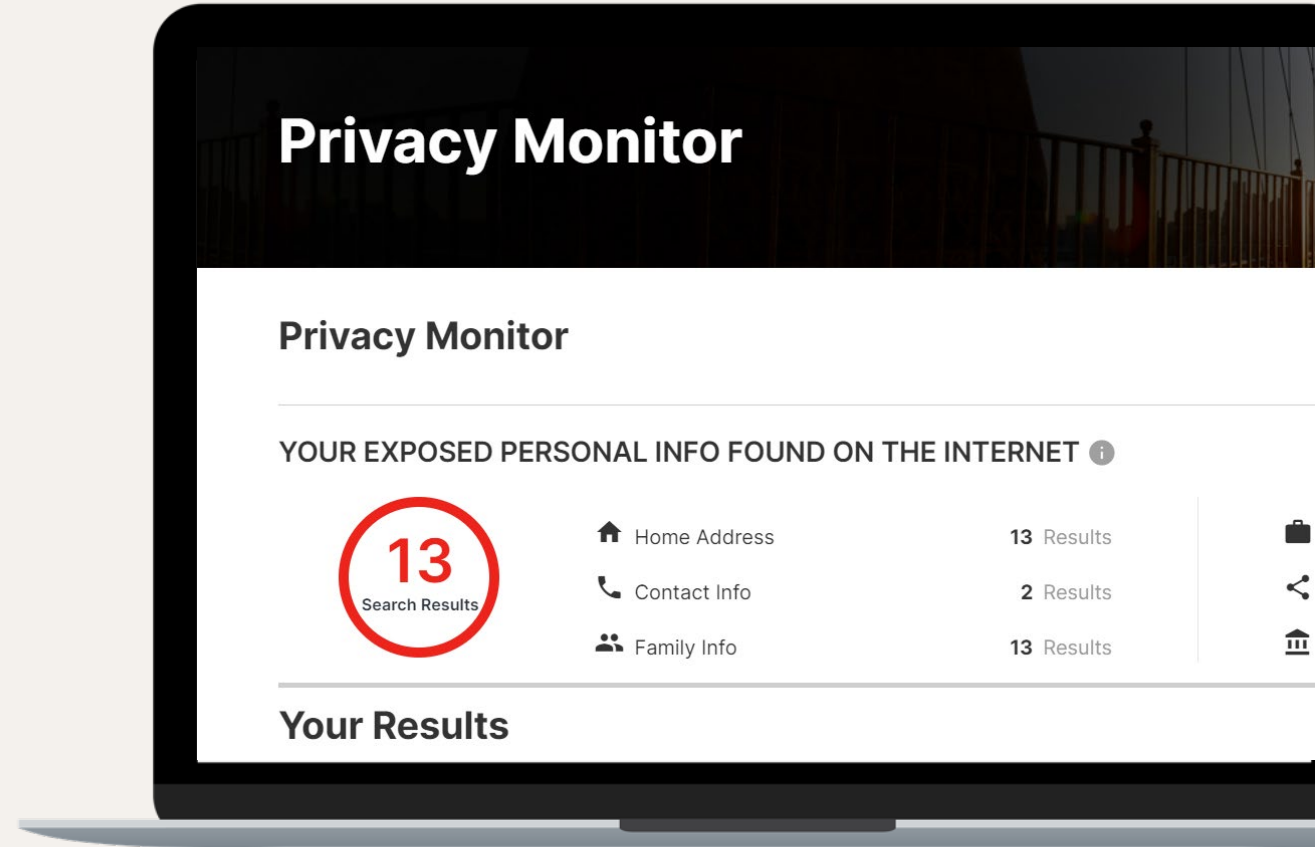 Privacy Monitor
Privacy Monitor
YOUR EXPOSED PERSONAL INFO FOUND ON THE INTERNET
13
Search Results
Home Address 13 Results
Contact Info 2 Results
Family Info 13 Results
Your Results